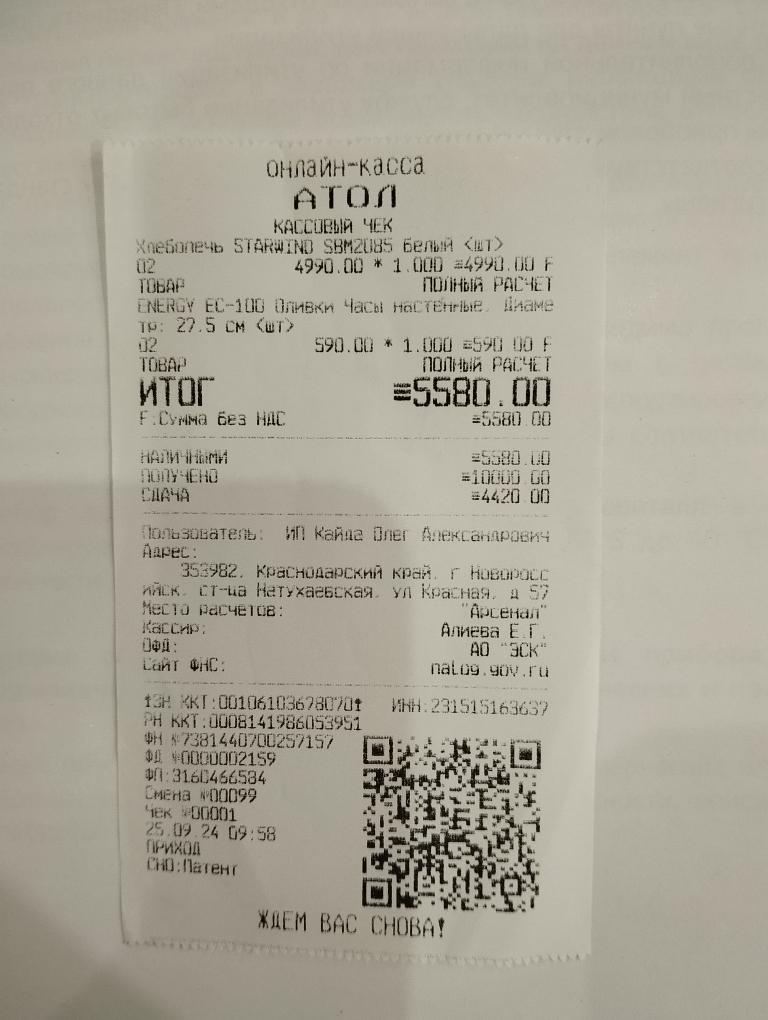 онлайн-касса
АТОЛ
КАССОВЫЙ ЧЕК
Хлебопечь STARWIND SBM2085 белый <шт>
02 4990.00 * 1.000 ≡4990.00 F
ТОВАР ПОЛНЫЙ РАСЧЕТ
ENERGY EC-100 Оливки Часы настенные. Диаме
тр: 27.5 см <шт>
02 590.00 * 1.000 ≡590.00 F
ТОВАР ПОЛНЫЙ РАСЧЕТ
ИТОГ ≡5580.00
F.Сумма без НДС ≡5580.00
НАЛИЧНЫМИ ≡5580.00
ПОЛУЧЕНО ≡10000.00
СДАЧА ≡4420.00
Пользователь: ИП Кайда Олег Александрович
Адрес:
353982, Краснодарский край, г Новоросс
ийск, ст-ца Натухаевская, ул Красная, д 57
Место расчетов: "Арсенал"
Кассир: Алиева Е.Г.
ОФД: АО "ЭСК"
Сайт ФНС: nalog.gov.ru
ЗН ККТ:00106103678070 ИНН:231515163637
РН ККТ:0008141986053951
ФН №7381440700257157
ФД №0000002159
ФП:3160466584
Смена №00099
Чек №00001
25.09.24 09:58
ПРИХОД
СНО:Патент
ЖДЕМ ВАС СНОВА!